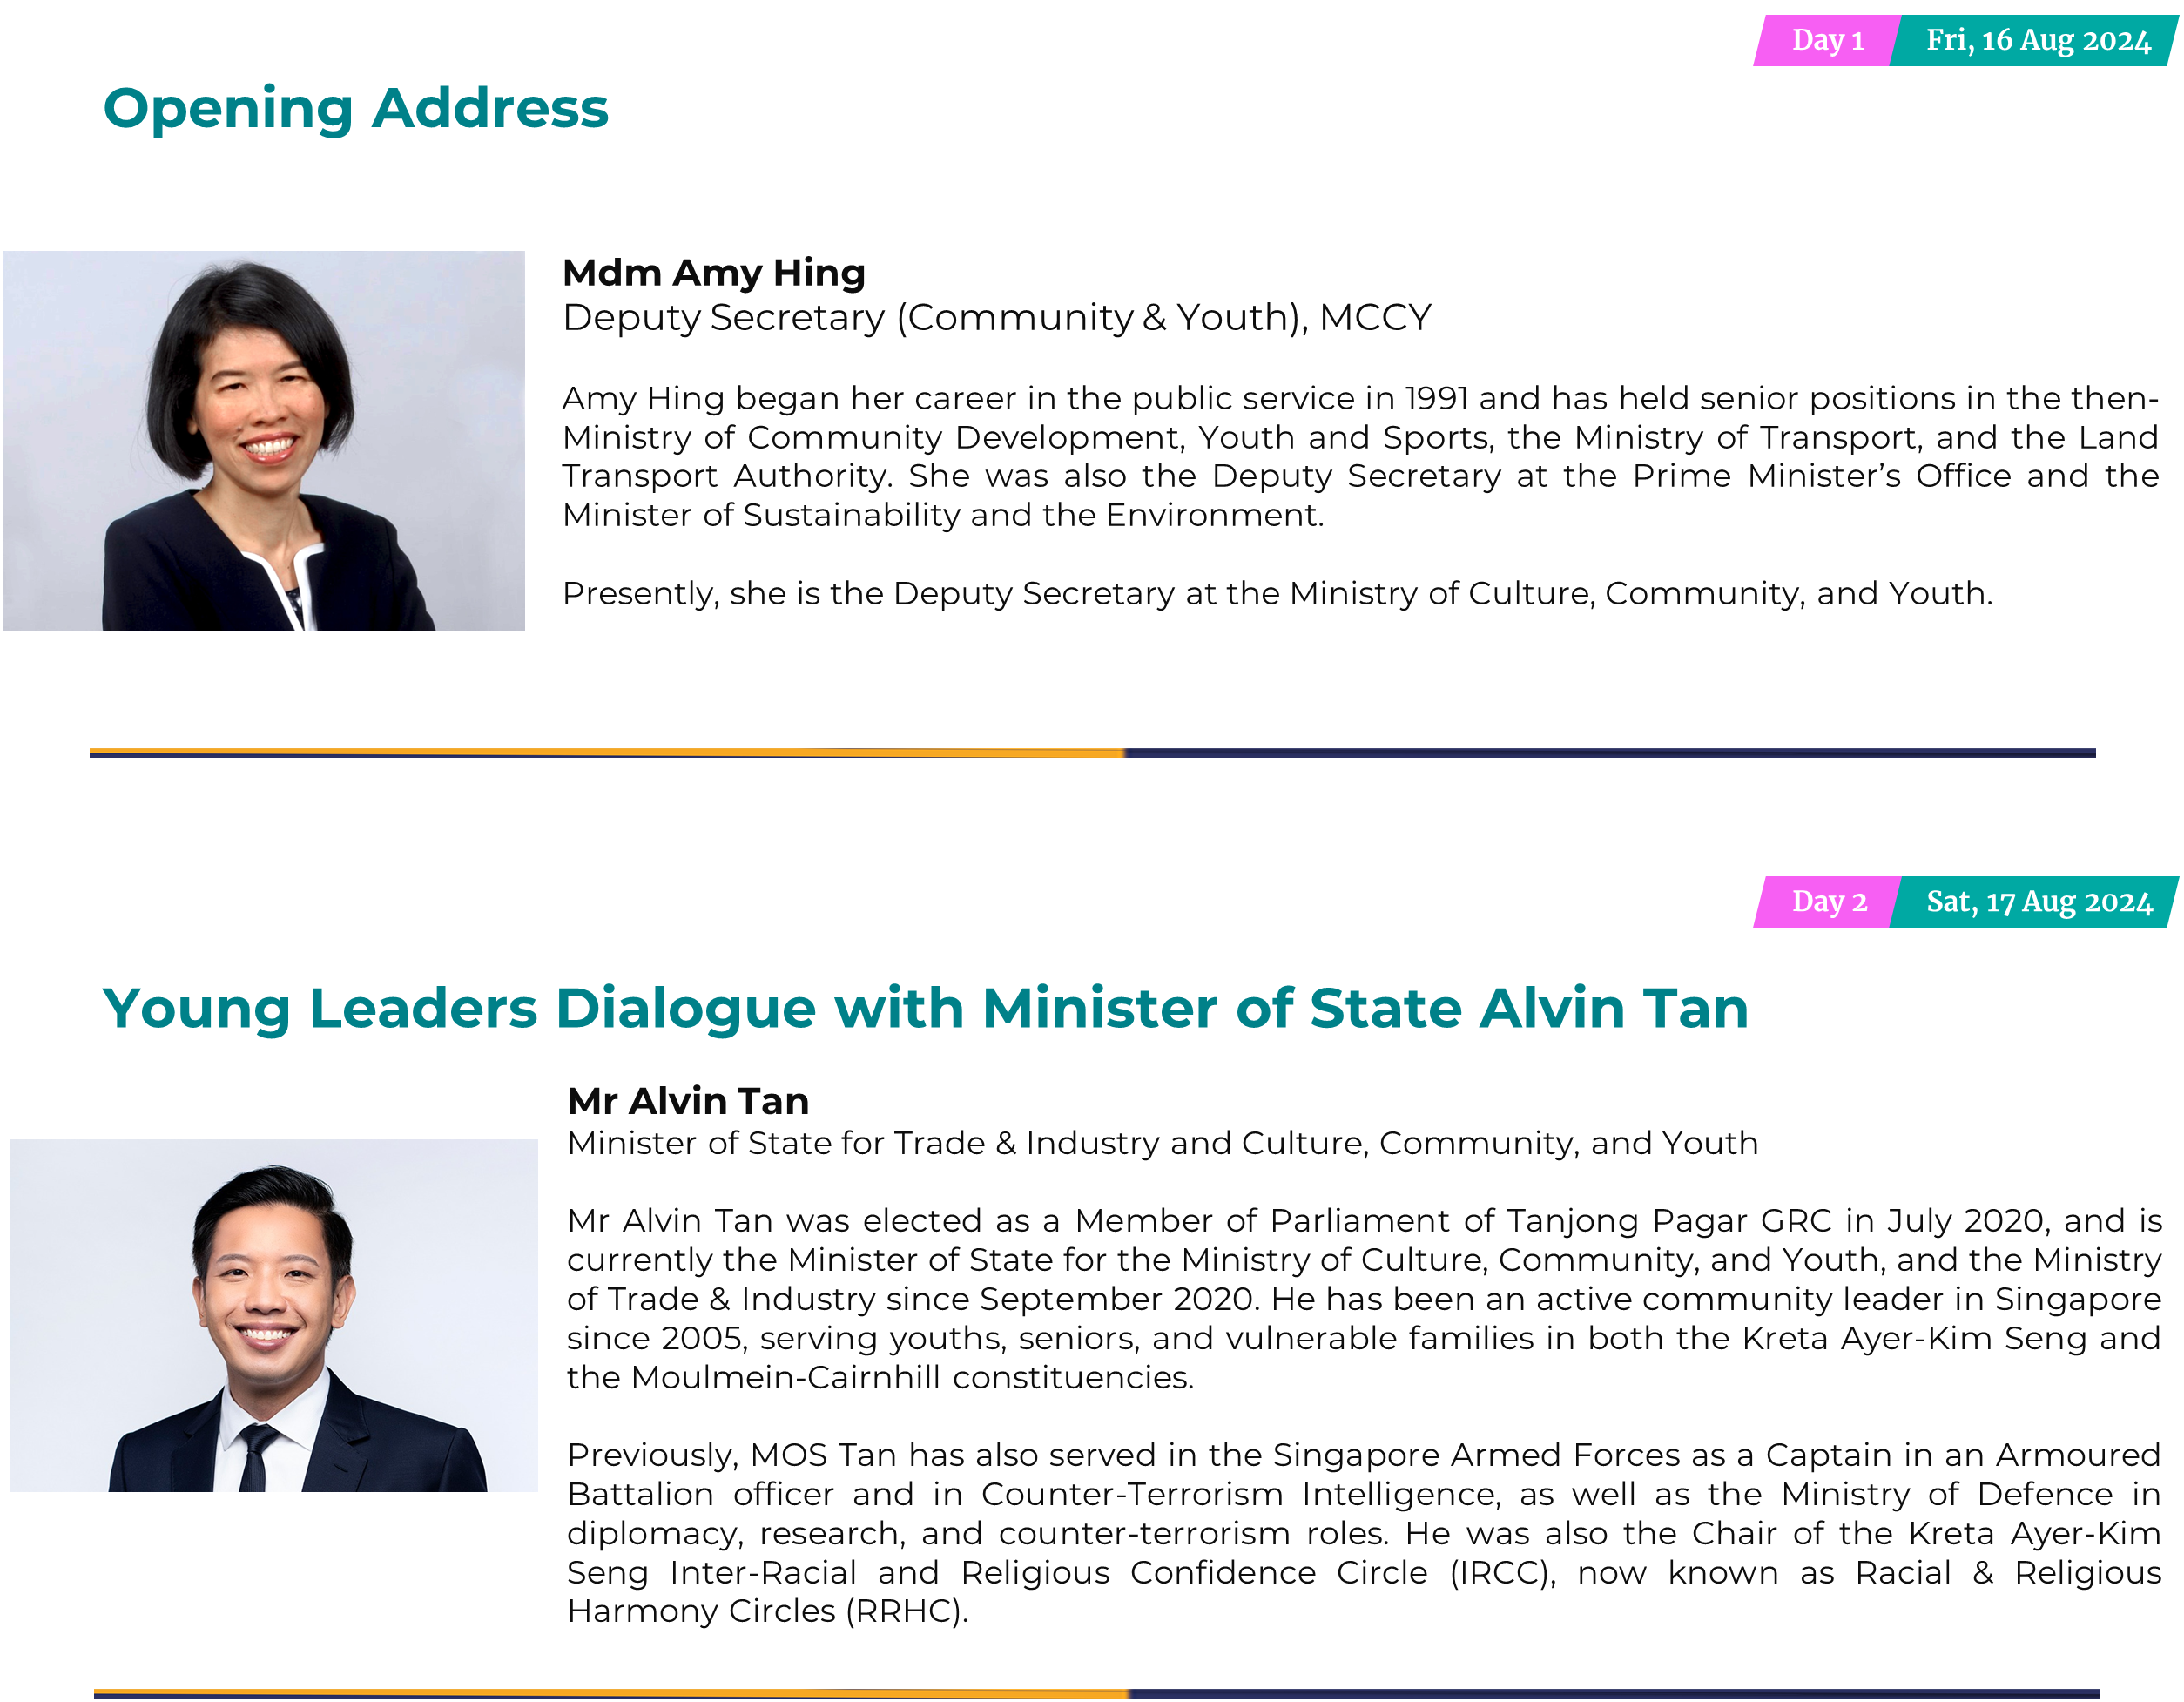 Day 1 Fri, 16 Aug 2024
Opening Address
Mdm Amy Hing
Deputy Secretary (Community & Youth), MCCY
Amy Hing began her career in the public service in 1991 and has held senior positions in the then-
Ministry of Community Development, Youth and Sports, the Ministry of Transport, and the Land
Transport Authority. She was also the Deputy Secretary at the Prime Minister’s Office and the
Minister of Sustainability and the Environment.
Presently, she is the Deputy Secretary at the Ministry of Culture, Community, and Youth.
Day 2 Sat, 17 Aug 2024
Young Leaders Dialogue with Minister of State Alvin Tan
Mr Alvin Tan
Minister of State for Trade & Industry and Culture, Community, and Youth
Mr Alvin Tan was elected as a Member of Parliament of Tanjong Pagar GRC in July 2020, and is
currently the Minister of State for the Ministry of Culture, Community, and Youth, and the Ministry
of Trade & Industry since September 2020. He has been an active community leader in Singapore
since 2005, serving youths, seniors, and vulnerable families in both the Kreta Ayer-Kim Seng and
the Moulmein-Cairnhill constituencies.
Previously, MOS Tan has also served in the Singapore Armed Forces as a Captain in an Armoured
Battalion officer and in Counter-Terrorism Intelligence, as well as the Ministry of Defence in
diplomacy, research, and counter-terrorism roles. He was also the Chair of the Kreta Ayer-Kim
Seng Inter-Racial and Religious Confidence Circle (IRCC), now known as Racial & Religious
Harmony Circles (RRHC).